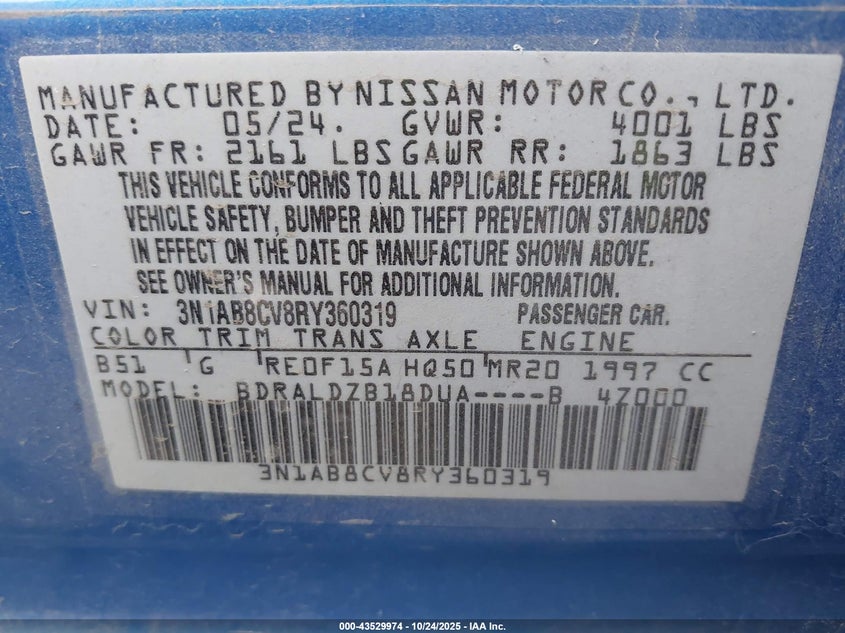 MANUFACTURED BY NISSAN MOTOR CO., LTD.
DATE: 05/24. GVWR: 4001 LBS
GAWR FR: 2161 LBS GAWR RR: 1863 LBS
THIS VEHICLE CONFORMS TO ALL APPLICABLE FEDERAL MOTOR
VEHICLE SAFETY, BUMPER AND THEFT PREVENTION STANDARDS
IN EFFECT ON THE DATE OF MANUFACTURE SHOWN ABOVE.
SEE OWNER'S MANUAL FOR ADDITIONAL INFORMATION.
VIN: 3N1AB8CV8RY360319 PASSENGER CAR.
COLOR TRIM TRANS AXLE ENGINE
B51 G RE0F15A HQ50 MR20 1997 CC
MODEL: BDRALDZB18DUA----B 4Z000
3N1AB8CV8RY360319
000-43529974 - 10/24/2025 - IAA Inc.